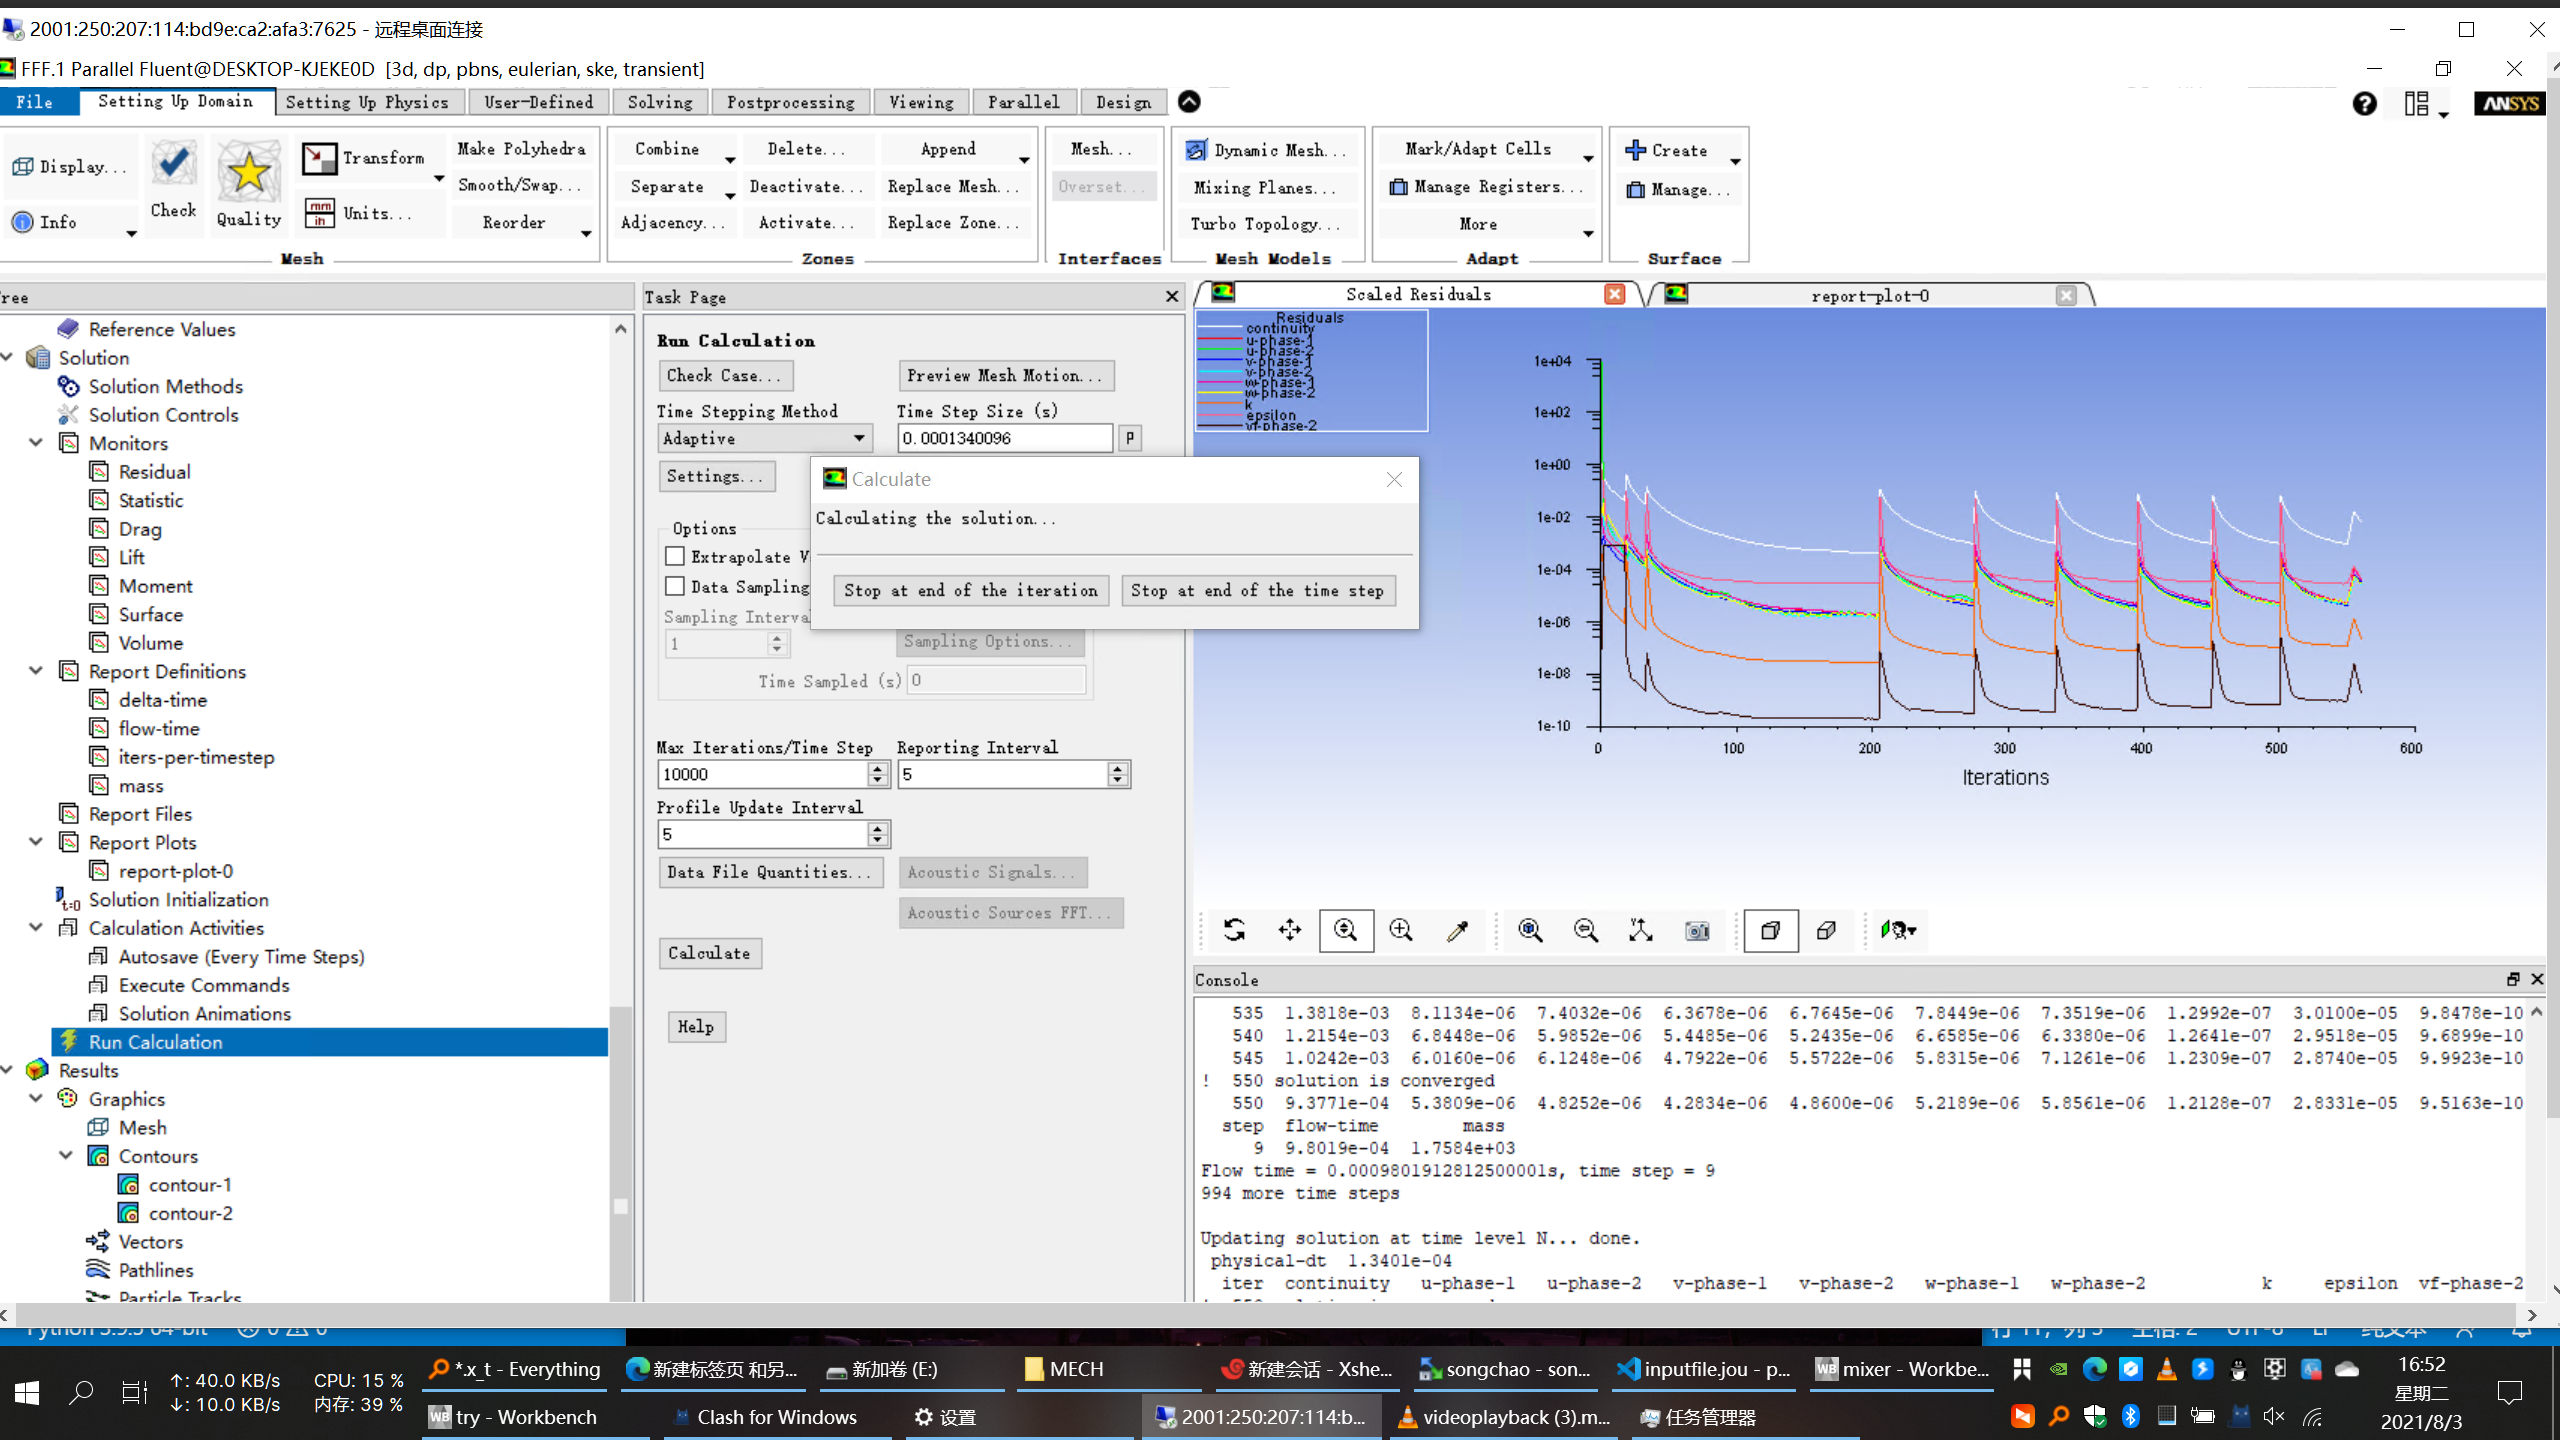 2001:250:207:114:bd9e:ca2:afa3:7625 - 远程桌面连接
FFF.1 Parallel Fluent@DESKTOP-KJEKE0D [3d, dp, pbns, eulerian, ske, transient]
File
Setting Up Domain
Setting Up Physics
User-Defined
Solving
Postprocessing
Viewing
Parallel
Design
ANSYS
Display...
Info
Check
Quality
Transform
Units...
Make Polyhedra
Smooth/Swap...
Reorder
Mesh
Combine
Separate
Adjacency...
Delete...
Deactivate...
Activate...
Append
Replace Mesh...
Replace Zone...
Zones
Mesh...
Overset...
Interfaces
Dynamic Mesh...
Mixing Planes...
Turbo Topology...
Mesh Models
Mark/Adapt Cells
Manage Registers...
More
Adapt
Create
Manage...
Surface
ree
Reference Values
Solution
Solution Methods
Solution Controls
Monitors
Residual
Statistic
Drag
Lift
Moment
Surface
Volume
Report Definitions
delta-time
flow-time
iters-per-timestep
mass
Report Files
Report Plots
report-plot-0
Solution Initialization
Calculation Activities
Autosave (Every Time Steps)
Execute Commands
Solution Animations
Run Calculation
Results
Graphics
Mesh
Contours
contour-1
contour-2
Vectors
Pathlines
Particle Tracks
Task Page
Run Calculation
Check Case...
Preview Mesh Motion...
Time Stepping Method
Time Step Size (s)
Adaptive
0.0001340096
P
Settings...
Options
Extrapolate V
Data Sampling
Sampling Interva
1
Sampling Options...
Time Sampled (s) 0
Max Iterations/Time Step
Reporting Interval
10000
5
Profile Update Interval
5
Data File Quantities...
Acoustic Signals...
Acoustic Sources FFT...
Calculate
Help
Calculate
Calculating the solution...
Stop at end of the iteration
Stop at end of the time step
Scaled Residuals
report-plot-0
Residuals
continuity
u-phase-1
u-phase-2
v-phase-1
v-phase-2
w-phase-1
w-phase-2
k
epsilon
vf-phase-2
1e+04
1e+02
1e+00
1e-02
1e-04
1e-06
1e-08
1e-10
0 100 200 300 400 500 600
Iterations
Console
535 1.3818e-03 8.1134e-06 7.4032e-06 6.3678e-06 6.7645e-06 7.8449e-06 7.3519e-06 1.2992e-07 3.0100e-05 9.8478e-10
540 1.2154e-03 6.8448e-06 5.9852e-06 5.4485e-06 5.2435e-06 6.6585e-06 6.3380e-06 1.2641e-07 2.9518e-05 9.6899e-10
545 1.0242e-03 6.0160e-06 6.1248e-06 4.7922e-06 5.5722e-06 5.8315e-06 7.1261e-06 1.2309e-07 2.8740e-05 9.9923e-10
! 550 solution is converged
550 9.3771e-04 5.3809e-06 4.8252e-06 4.2834e-06 4.8600e-06 5.2189e-06 5.8561e-06 1.2128e-07 2.8331e-05 9.5163e-10
step flow-time mass
9 9.8019e-04 1.7584e+03
Flow time = 0.0009801912812500001s, time step = 9
994 more time steps
Updating solution at time level N... done.
physical-dt 1.3401e-04
iter continuity u-phase-1 u-phase-2 v-phase-1 v-phase-2 w-phase-1 w-phase-2 k epsilon vf-phase-2
↑: 40.0 KB/s
↓: 10.0 KB/s
CPU: 15 %
内存: 39 %
*.x_t - Everything
新建标签页 和另...
新加卷 (E:)
MECH
新建会话 - Xshe...
songchao - son...
inputfile.jou - p...
mixer - Workbe...
try - Workbench
Clash for Windows
设置
2001:250:207:114:b...
videoplayback (3).m...
任务管理器
16:52
星期二
2021/8/3